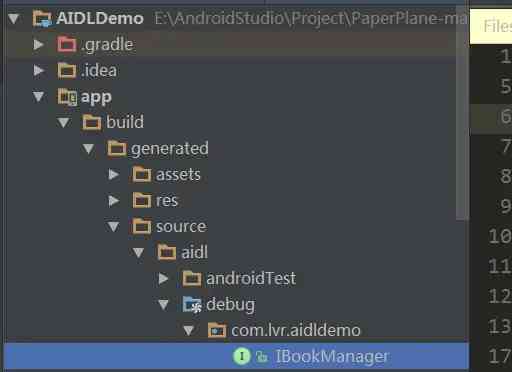 AIDLDemo E:\AndroidStudio\Project\PaperPlane-ma
.gradle
.idea
app
build
generated
assets
res
source
aidl
androidTest
debug
com.lvr.aidldemo
I IBookManager
Files
1
5
6
7
8
9
10
11
12
13
17